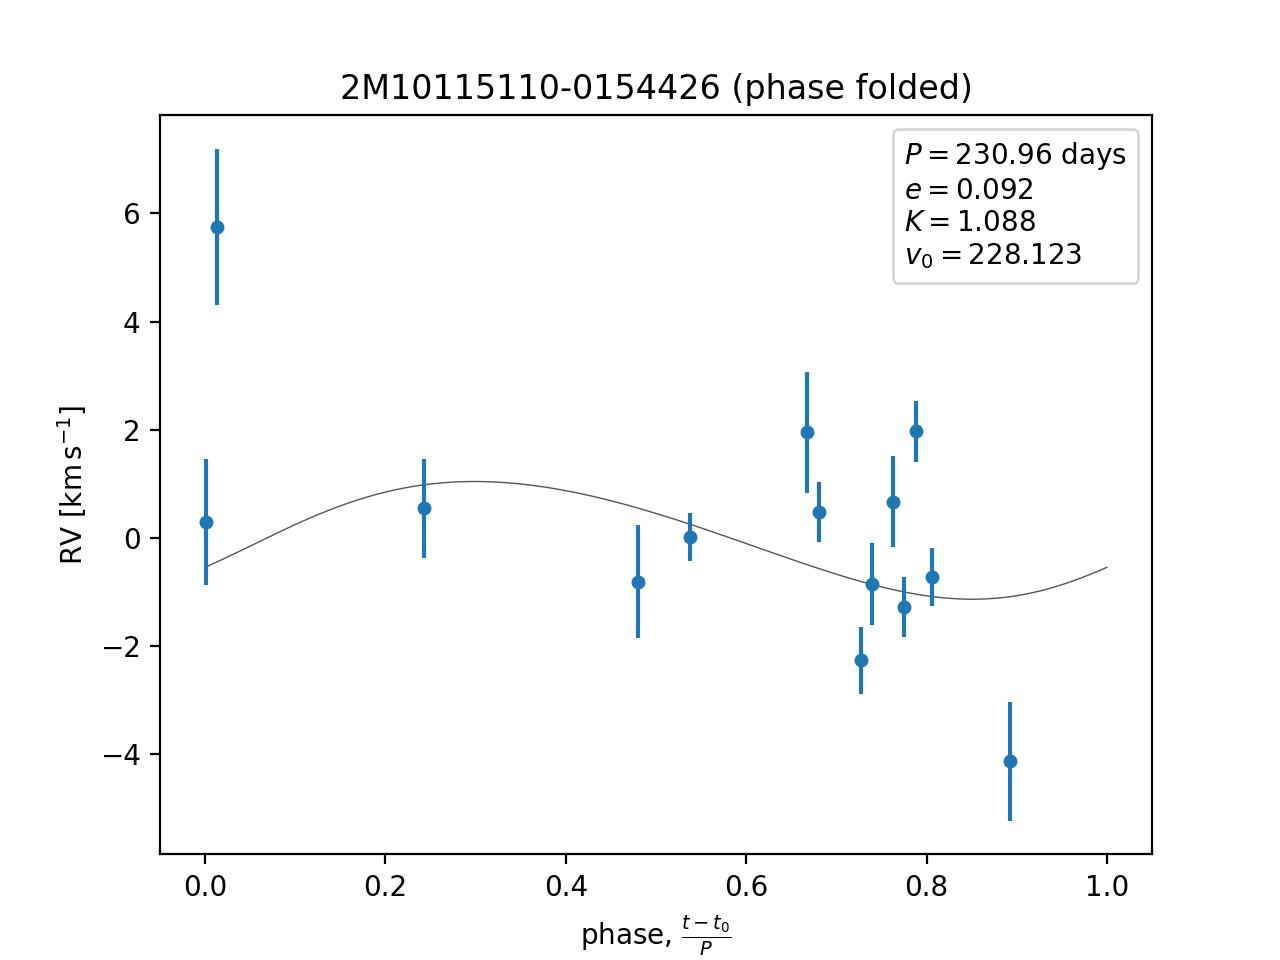 2M10115110-0154426 (phase folded)
P = 230.96 days
e = 0.092
K = 1.088
v₀ = 228.123
6
4
2
0
−2
−4
RV [km s⁻¹]
0.0 0.2 0.4 0.6 0.8 1.0
phase, (t − t₀)/P